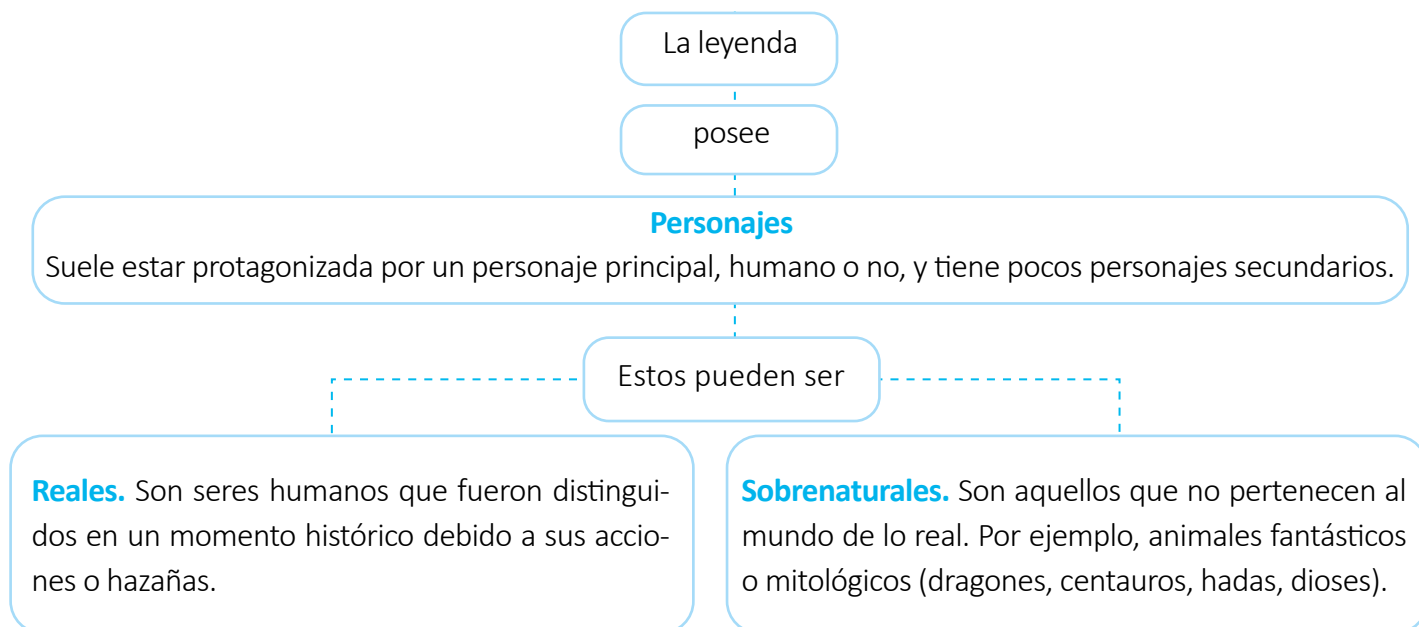 La leyenda
posee
Personajes
Suele estar protagonizada por un personaje principal, humano o no, y tiene pocos personajes secundarios.
Estos pueden ser
Reales. Son seres humanos que fueron distingui-
dos en un momento histórico debido a sus accio-
nes o hazañas.
Sobrenaturales. Son aquellos que no pertenecen al
mundo de lo real. Por ejemplo, animales fantásticos
o mitológicos (dragones, centauros, hadas, dioses).